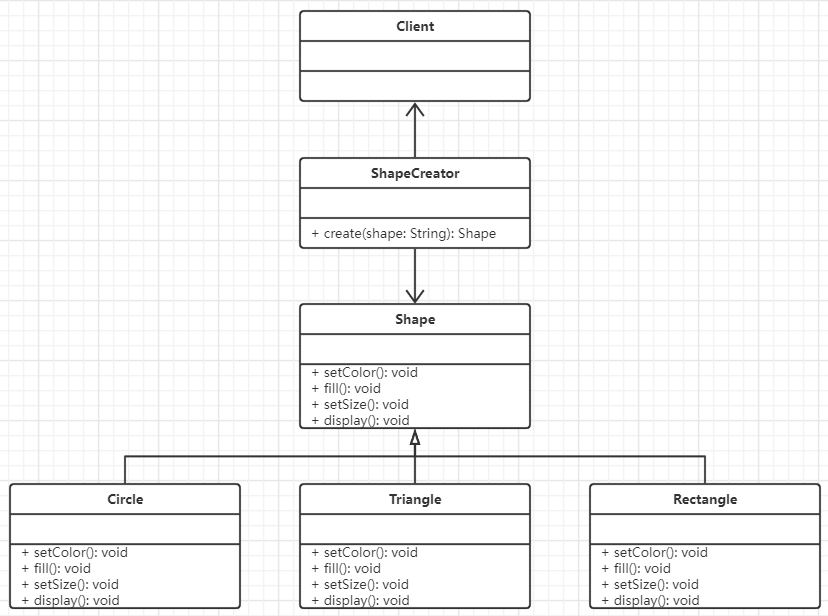 Client
ShapeCreator
+ create(shape: String): Shape
Shape
+ setColor(): void
+ fill(): void
+ setSize(): void
+ display(): void
Circle
+ setColor(): void
+ fill(): void
+ setSize(): void
+ display(): void
Triangle
+ setColor(): void
+ fill(): void
+ setSize(): void
+ display(): void
Rectangle
+ setColor(): void
+ fill(): void
+ setSize(): void
+ display(): void